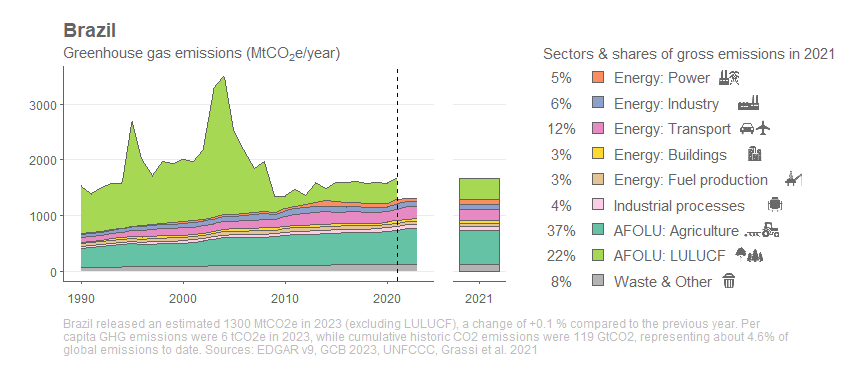 Brazil
Greenhouse gas emissions (MtCO₂e/year)
Sectors & shares of gross emissions in 2021
5% Energy: Power
6% Energy: Industry
12% Energy: Transport
3% Energy: Buildings
3% Energy: Fuel production
4% Industrial processes
37% AFOLU: Agriculture
22% AFOLU: LULUCF
8% Waste & Other
3000
2000
1000
0
1990 2000 2010 2020 2021
Brazil released an estimated 1300 MtCO2e in 2023 (excluding LULUCF), a change of +0.1 % compared to the previous year. Per
capita GHG emissions were 6 tCO2e in 2023, while cumulative historic CO2 emissions were 119 GtCO2, representing about 4.6% of
global emissions to date. Sources: EDGAR v9, GCB 2023, UNFCCC, Grassi et al. 2021